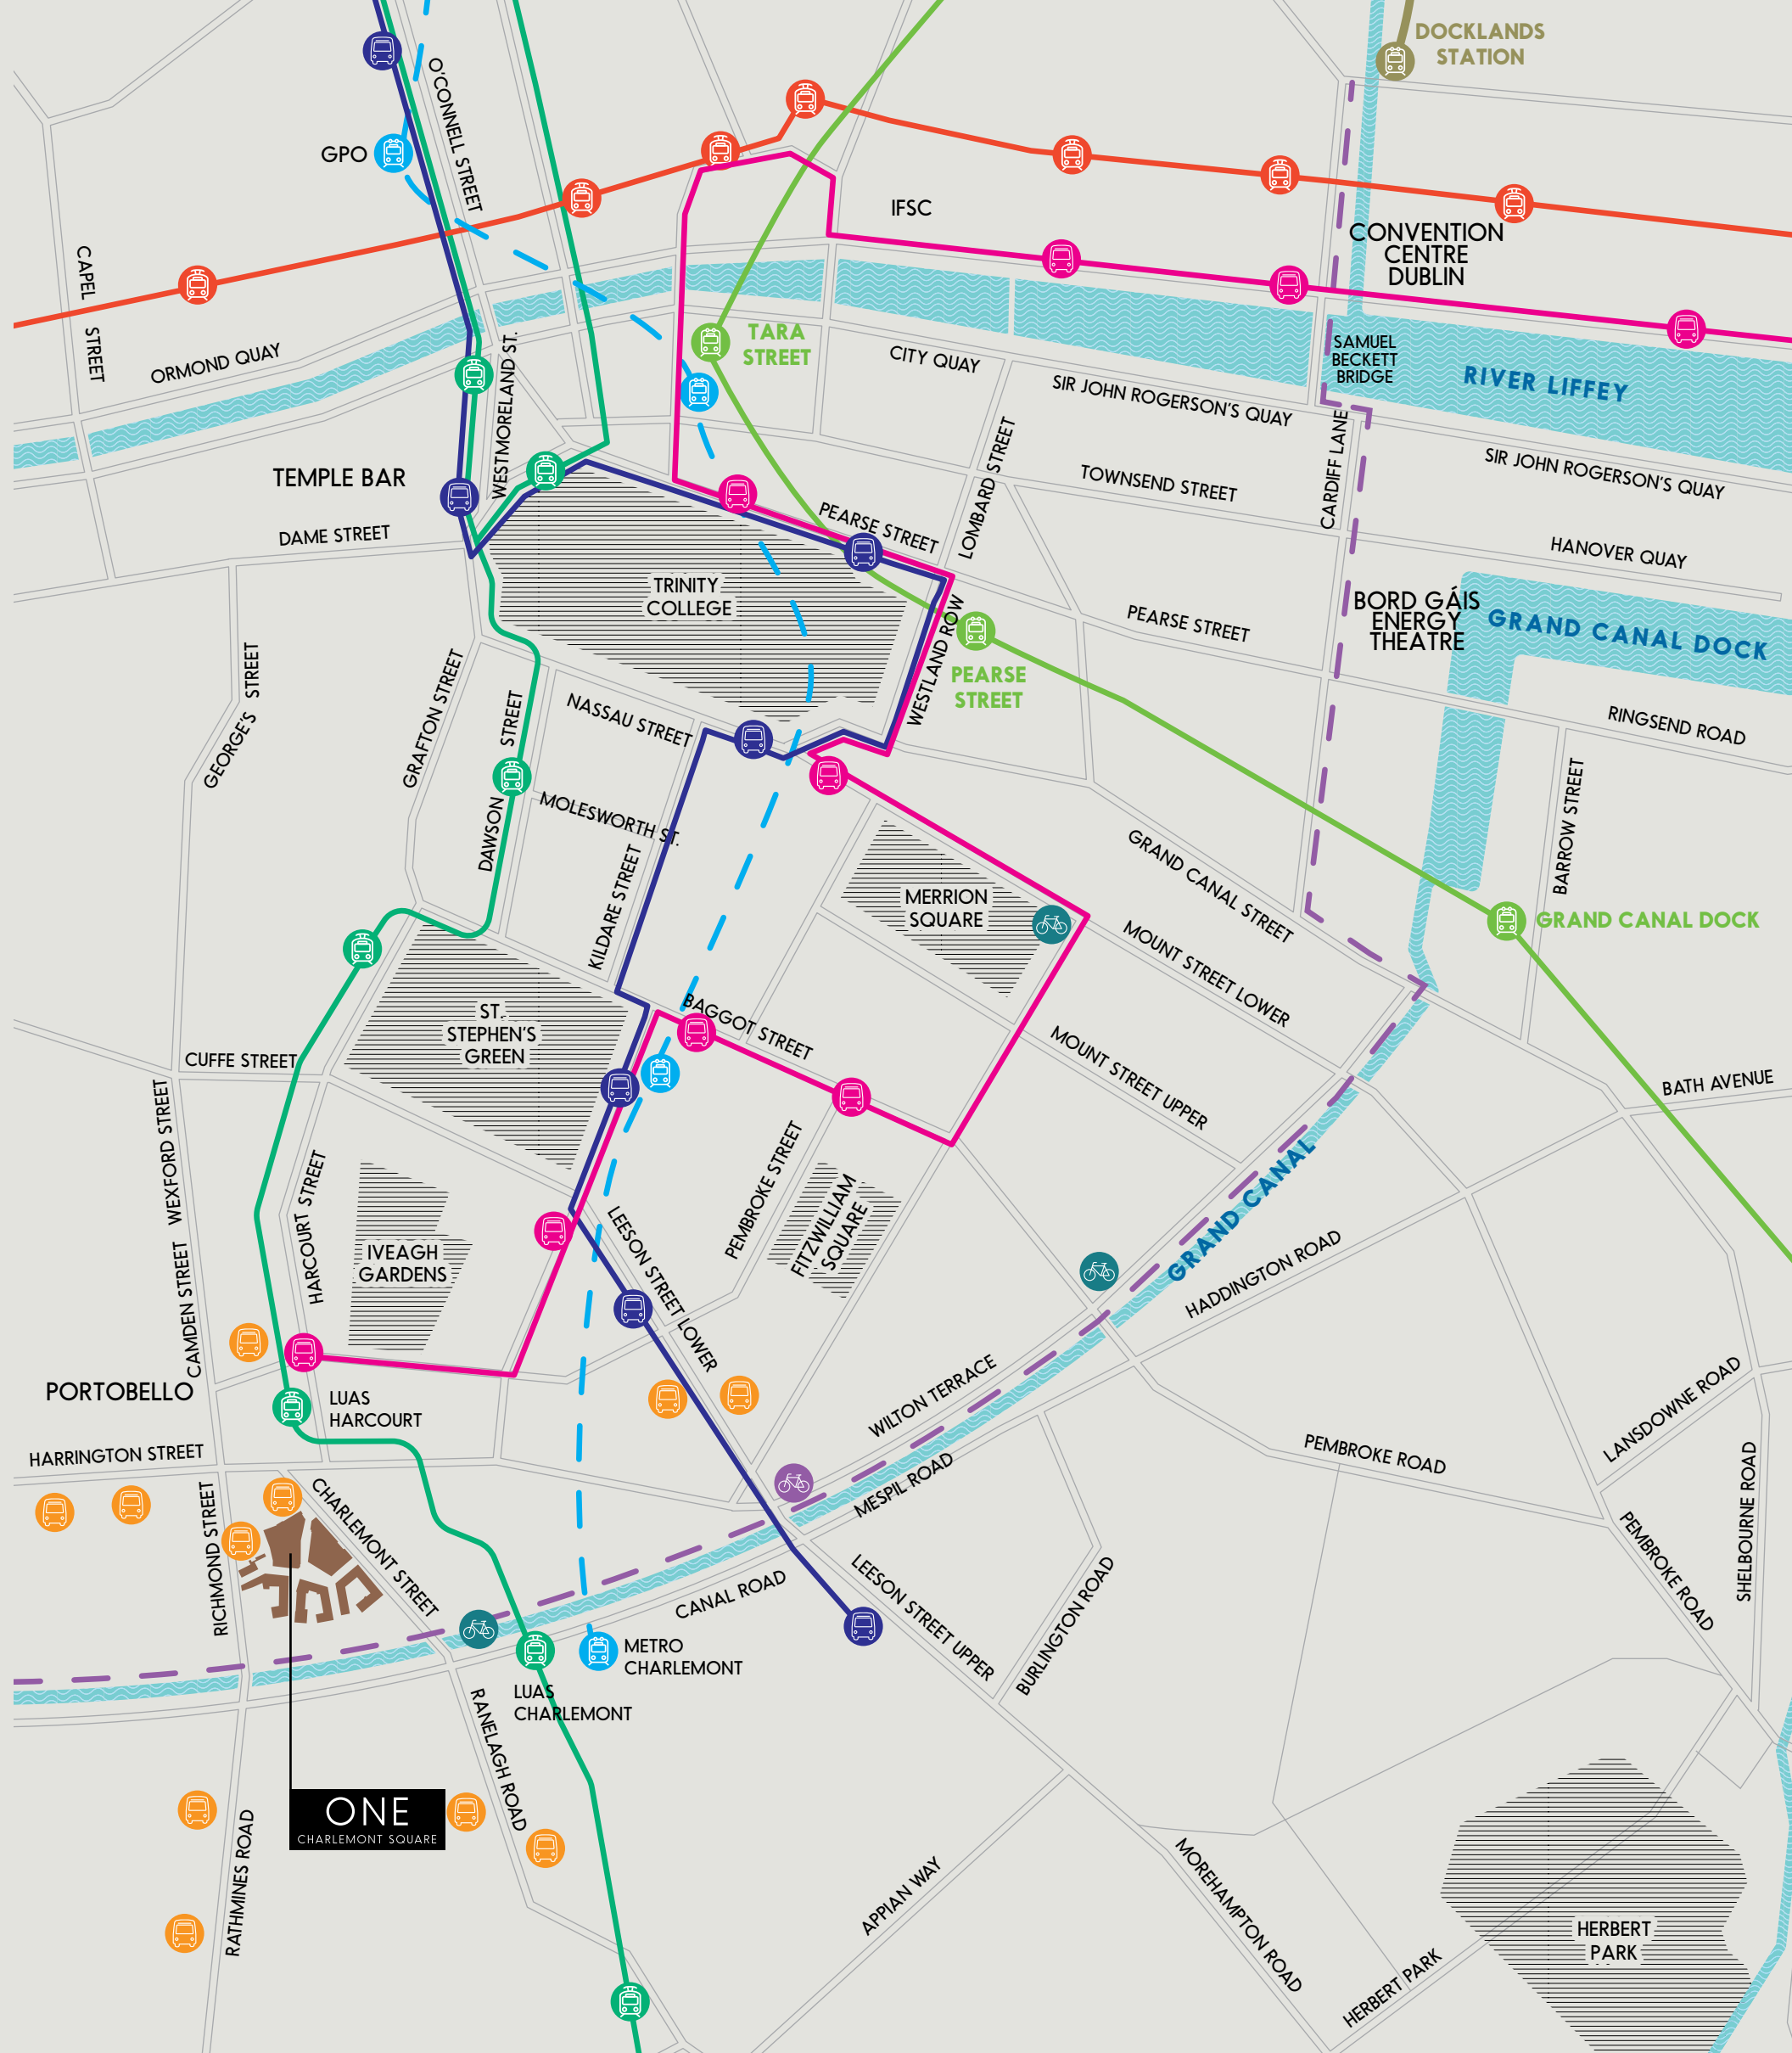 DOCKLANDS
STATION
O'CONNELL STREET
GPO
IFSC
CONVENTION
CENTRE
DUBLIN
CAPEL
STREET
ORMOND QUAY
WESTMORELAND ST.
TARA
STREET
CITY QUAY
SAMUEL
BECKETT
BRIDGE
RIVER LIFFEY
SIR JOHN ROGERSON'S QUAY
CARDIFF LANE
SIR JOHN ROGERSON'S QUAY
TEMPLE BAR
TOWNSEND STREET
LOMBARD STREET
PEARSE STREET
DAME STREET
HANOVER QUAY
TRINITY
COLLEGE
WESTLAND ROW
PEARSE STREET
BORD GÁIS
ENERGY
THEATRE
GRAND CANAL DOCK
PEARSE
STREET
GEORGE'S STREET
GRAFTON STREET
DAWSON STREET
NASSAU STREET
RINGSEND ROAD
MOLESWORTH ST.
BARROW STREET
KILDARE STREET
MERRION
SQUARE
GRAND CANAL STREET
GRAND CANAL DOCK
MOUNT STREET LOWER
ST.
STEPHEN'S
GREEN
BAGGOT STREET
MOUNT STREET UPPER
CUFFE STREET
BATH AVENUE
WEXFORD STREET
HARCOURT STREET
PEMBROKE STREET
FITZWILLIAM
SQUARE
GRAND CANAL
IVEAGH
GARDENS
LEESON STREET LOWER
HADDINGTON ROAD
CAMDEN STREET
PORTOBELLO
LUAS
HARCOURT
WILTON TERRACE
LANSDOWNE ROAD
HARRINGTON STREET
PEMBROKE ROAD
MESPIL ROAD
SHELBOURNE ROAD
RICHMOND STREET
CHARLEMONT STREET
PEMBROKE ROAD
CANAL ROAD
LEESON STREET UPPER
BURLINGTON ROAD
METRO
CHARLEMONT
LUAS
CHARLEMONT
RANELAGH ROAD
ONE
CHARLEMONT SQUARE
RATHMINES ROAD
APPIAN WAY
MOREHAMPTON ROAD
HERBERT
PARK
HERBERT PARK